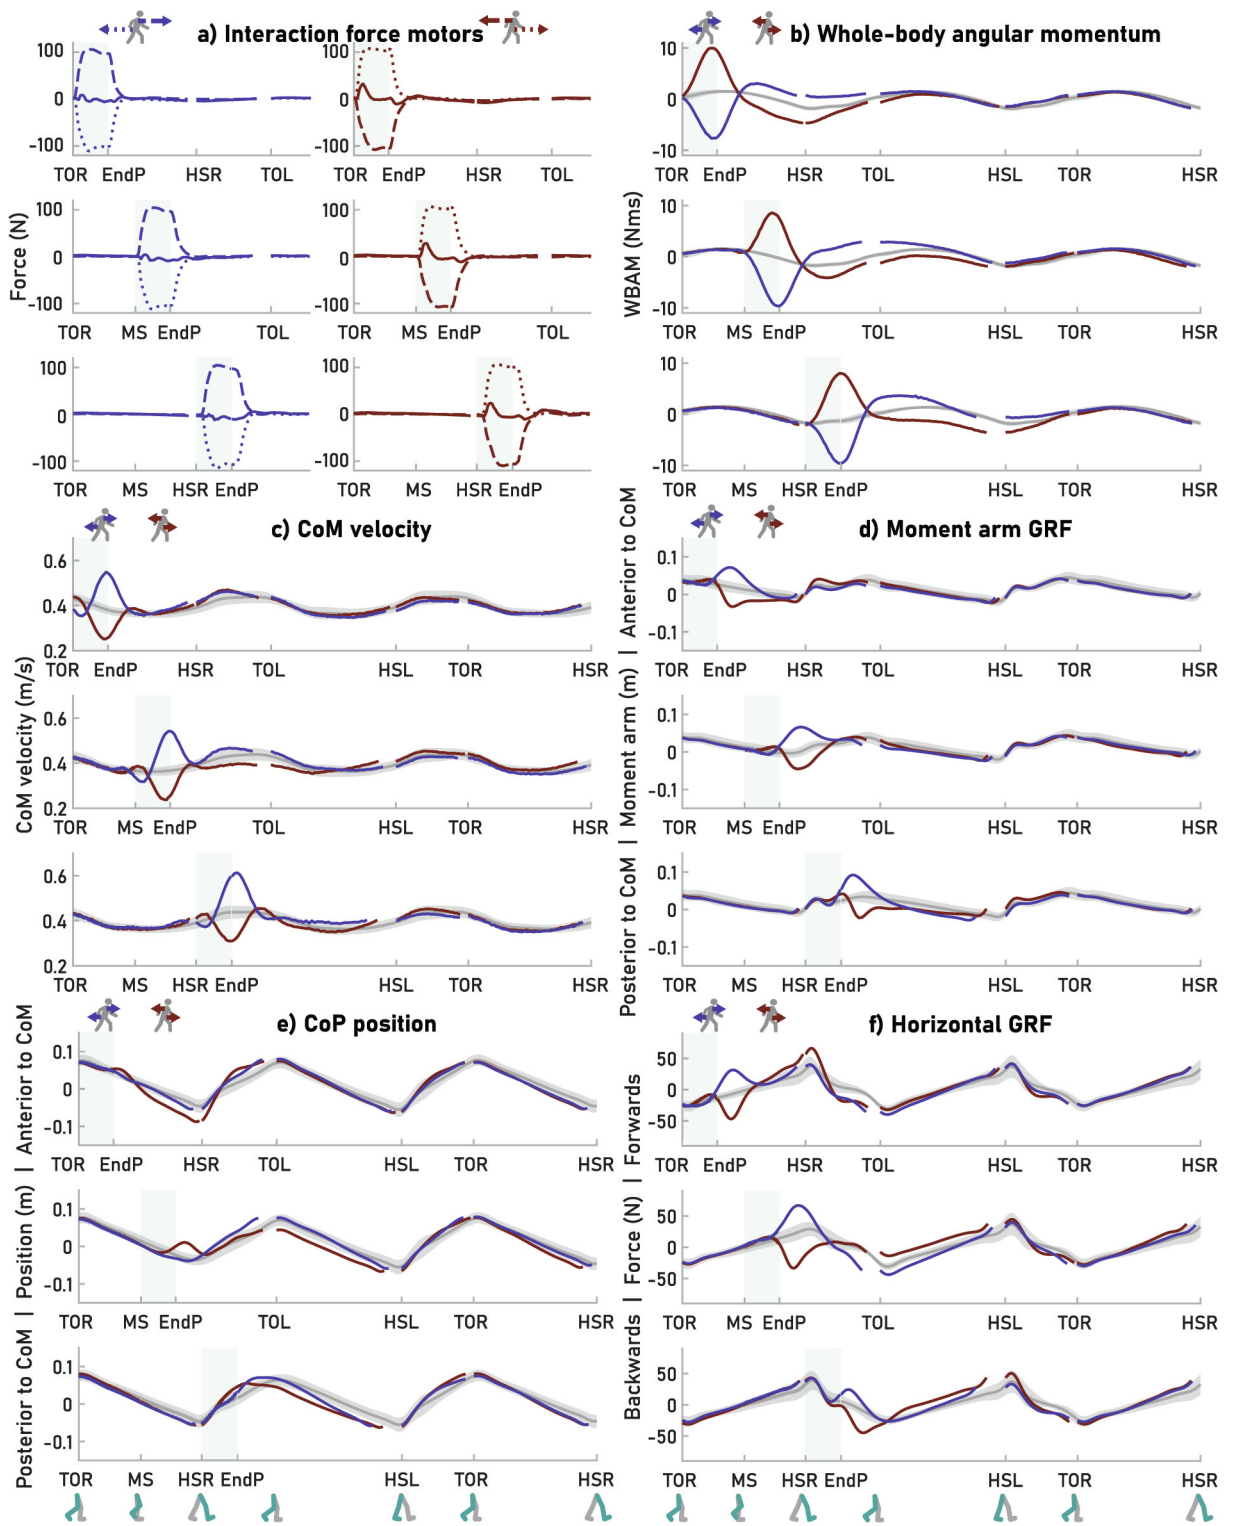 a) Interaction force motors
100
0
-100
TOR EndP HSR TOL
100
0
-100
TOR EndP HSR TOL
Force (N)
100
0
-100
TOR MS EndP TOL
100
0
-100
TOR MS EndP TOL
100
0
-100
TOR MS HSR EndP
100
0
-100
TOR MS HSR EndP
b) Whole-body angular momentum
10
0
-10
TOR EndP HSR TOL HSL TOR HSR
WBAM (Nms)
10
0
-10
TOR MS EndP TOL HSL TOR HSR
10
0
-10
TOR MS HSR EndP HSL TOR HSR
c) CoM velocity
CoM velocity (m/s)
0.6
0.4
0.2
TOR EndP HSR TOL HSL TOR HSR
0.6
0.4
0.2
TOR MS EndP TOL HSL TOR HSR
0.6
0.4
0.2
TOR MS HSR EndP HSL TOR HSR
d) Moment arm GRF
Posterior to CoM | Moment arm (m) | Anterior to CoM
0.1
0
-0.1
TOR EndP HSR TOL HSL TOR HSR
0.1
0
-0.1
TOR MS EndP TOL HSL TOR HSR
0.1
0
-0.1
TOR MS HSR EndP HSL TOR HSR
e) CoP position
Posterior to CoM | Position (m) | Anterior to CoM
0.1
0
-0.1
TOR EndP HSR TOL HSL TOR HSR
0.1
0
-0.1
TOR MS EndP TOL HSL TOR HSR
0.1
0
-0.1
TOR MS HSR EndP HSL TOR HSR
f) Horizontal GRF
Backwards | Force (N) | Forwards
50
0
-50
TOR EndP HSR TOL HSL TOR HSR
50
0
-50
TOR MS EndP TOL HSL TOR HSR
50
0
-50
TOR MS HSR EndP HSL TOR HSR